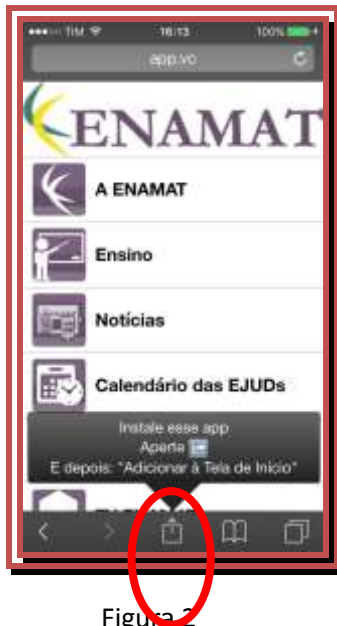 TIM 16:13 100%
app.vc
ENAMAT
A ENAMAT
Ensino
Notícias
Calendário das EJUDs
Instale esse app
Aperte
E depois: "Adicionar à Tela de Início"
Figura 2